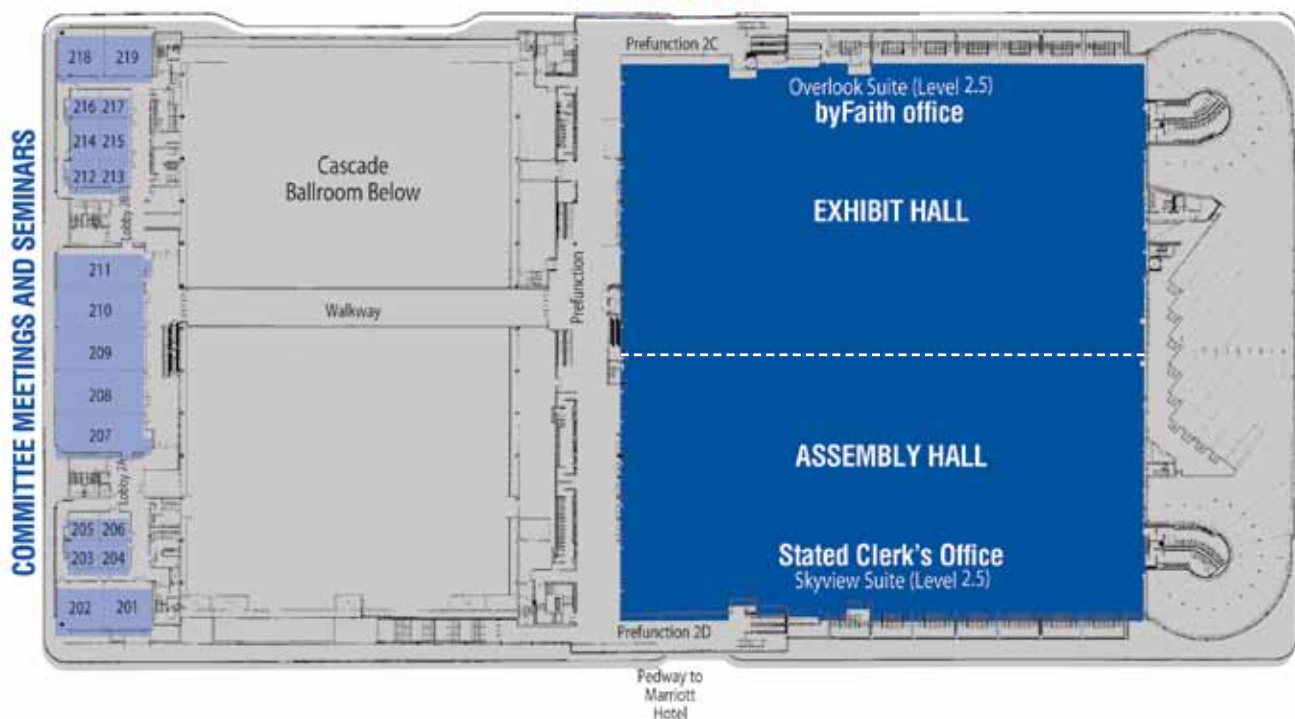 COMMITTEE MEETINGS AND SEMINARS
218 219
216 217
214 215
212 213
Lobby 2B
211
210
209
208
207
Lobby 2A
205 206
203 204
202 201
Cascade
Ballroom Below
Walkway
Prefunction
Prefunction 2C
Overlook Suite (Level 2.5)
byFaith office
EXHIBIT HALL
ASSEMBLY HALL
Stated Clerk's Office
Skyview Suite (Level 2.5)
Prefunction 2D
Pedway to
Marriott
Hotel